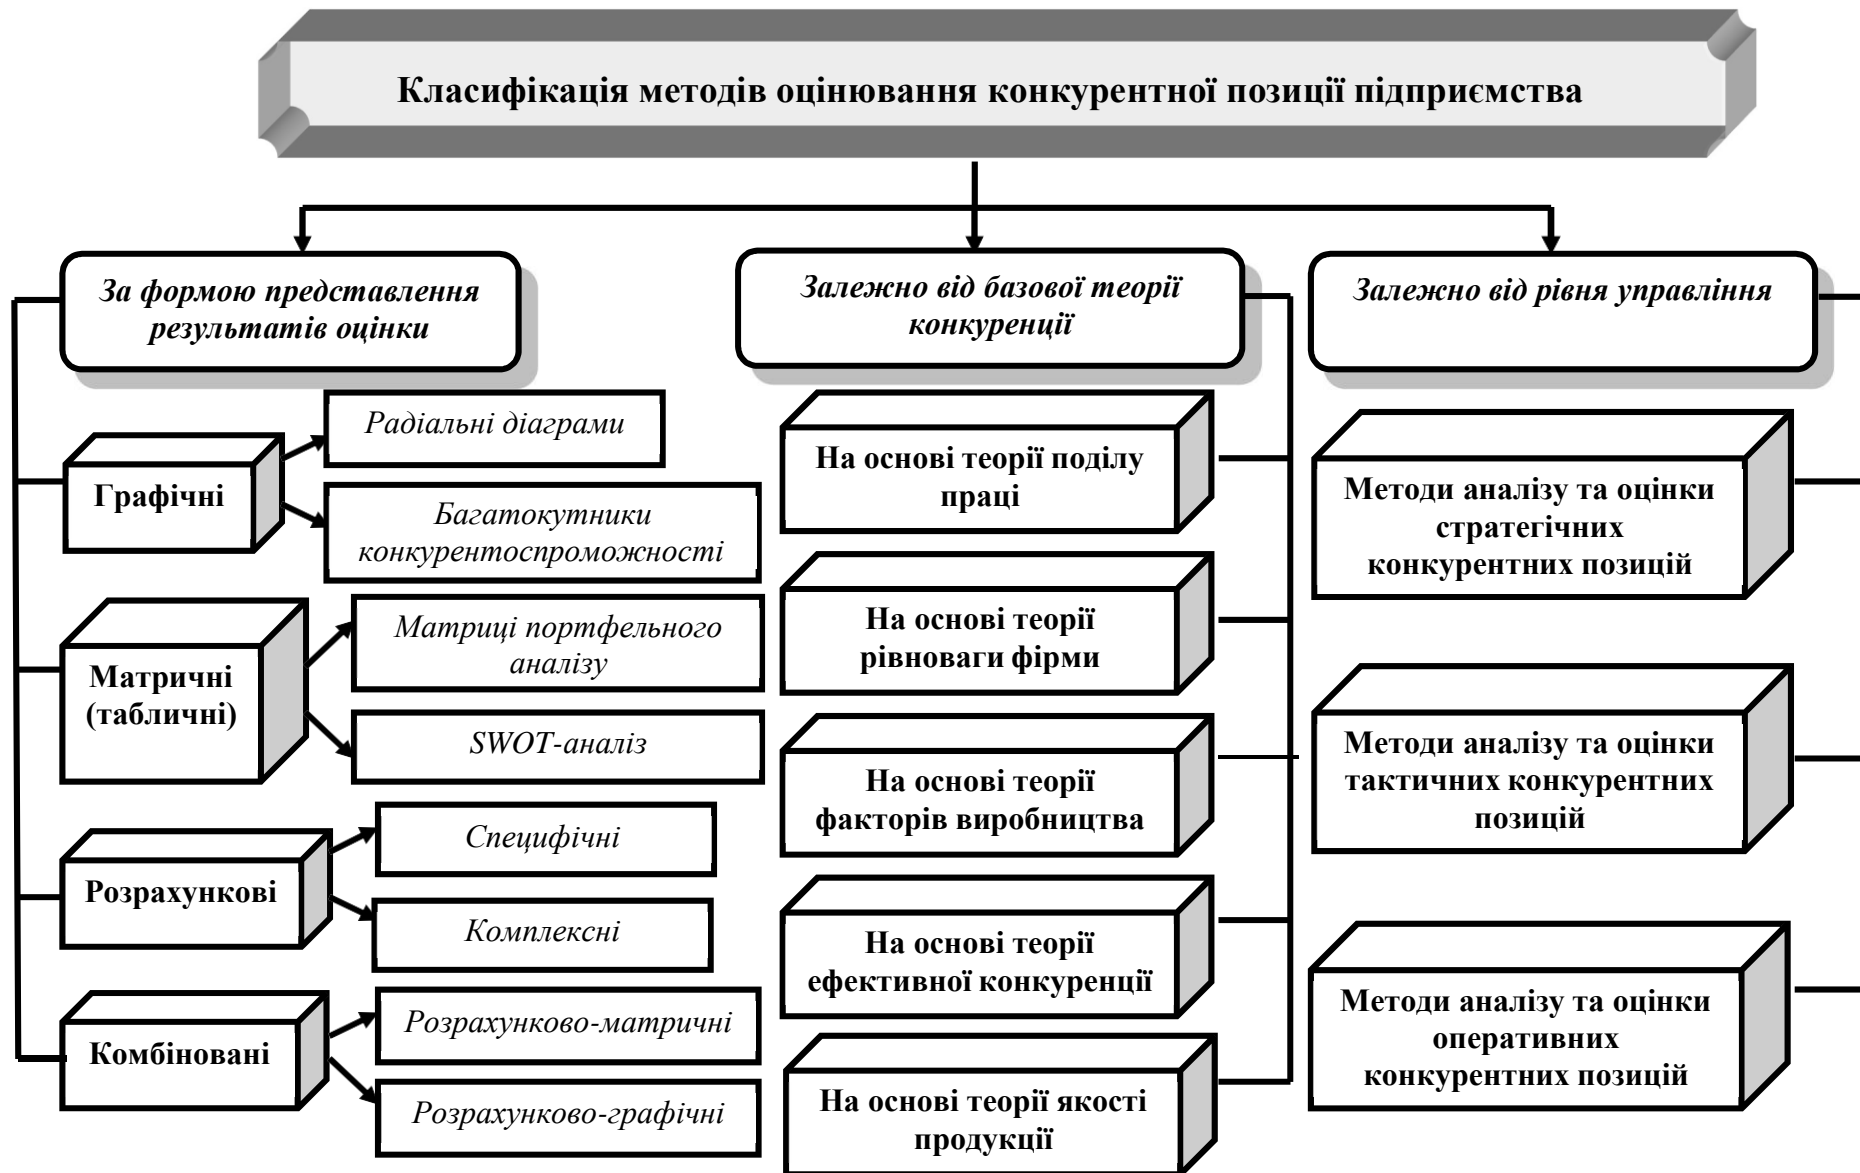 Класифікація методів оцінювання конкурентної позиції підприємства
За формою представлення
результатів оцінки
Графічні
Радіальні діаграми
Багатокутники
конкурентоспроможності
Матричні
(табличні)
Матриці портфельного
аналізу
SWOT-аналіз
Розрахункові
Специфічні
Комплексні
Комбіновані
Розрахунково-матричні
Розрахунково-графічні
Залежно від базової теорії
конкуренції
На основі теорії поділу
праці
На основі теорії
рівноваги фірми
На основі теорії
факторів виробництва
На основі теорії
ефективної конкуренції
На основі теорії якості
продукції
Залежно від рівня управління
Методи аналізу та оцінки
стратегічних
конкурентних позицій
Методи аналізу та оцінки
тактичних конкурентних
позицій
Методи аналізу та оцінки
оперативних
конкурентних позицій